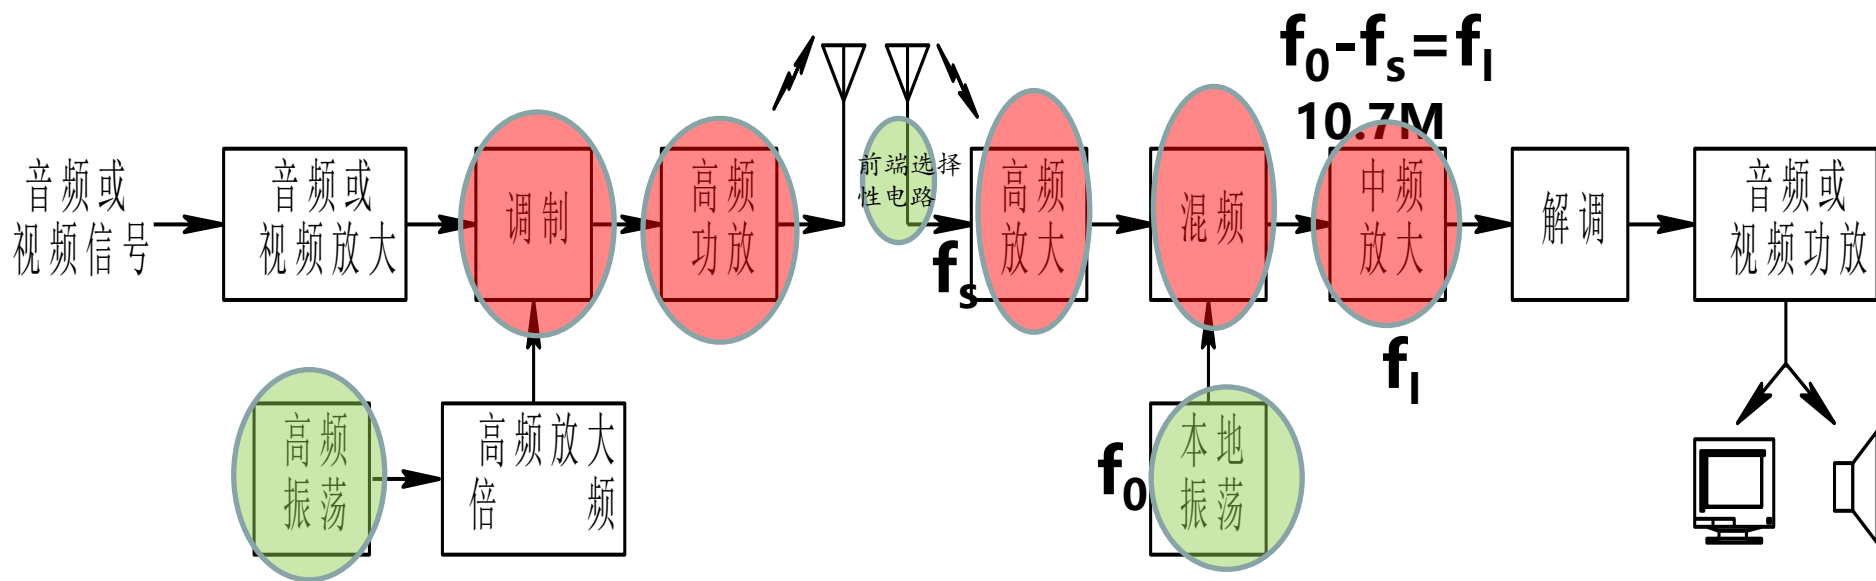 f₀-fₛ=f_I
10.7M
音频或
视频信号
音频或
视频放大
调制
高频
功放
前端选择
性电路
fₛ
高频
放大
混频
中频
放大
f_I
解调
音频或
视频功放
高频
振荡
高频放大
倍 频
f₀
本地
振荡